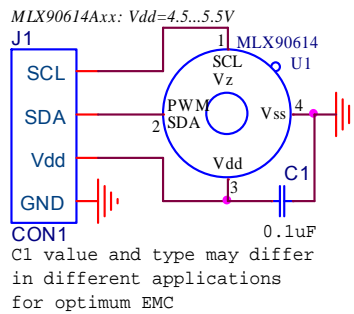 MLX90614Axx: Vdd=4.5...5.5V
J1
1
MLX90614
U1
SCL
SCL
Vz
SDA
PWM
SDA
2
Vss
4
Vdd
Vdd
3
C1
GND
0.1uF
CON1
C1 value and type may differ
in different applications
for optimum EMC